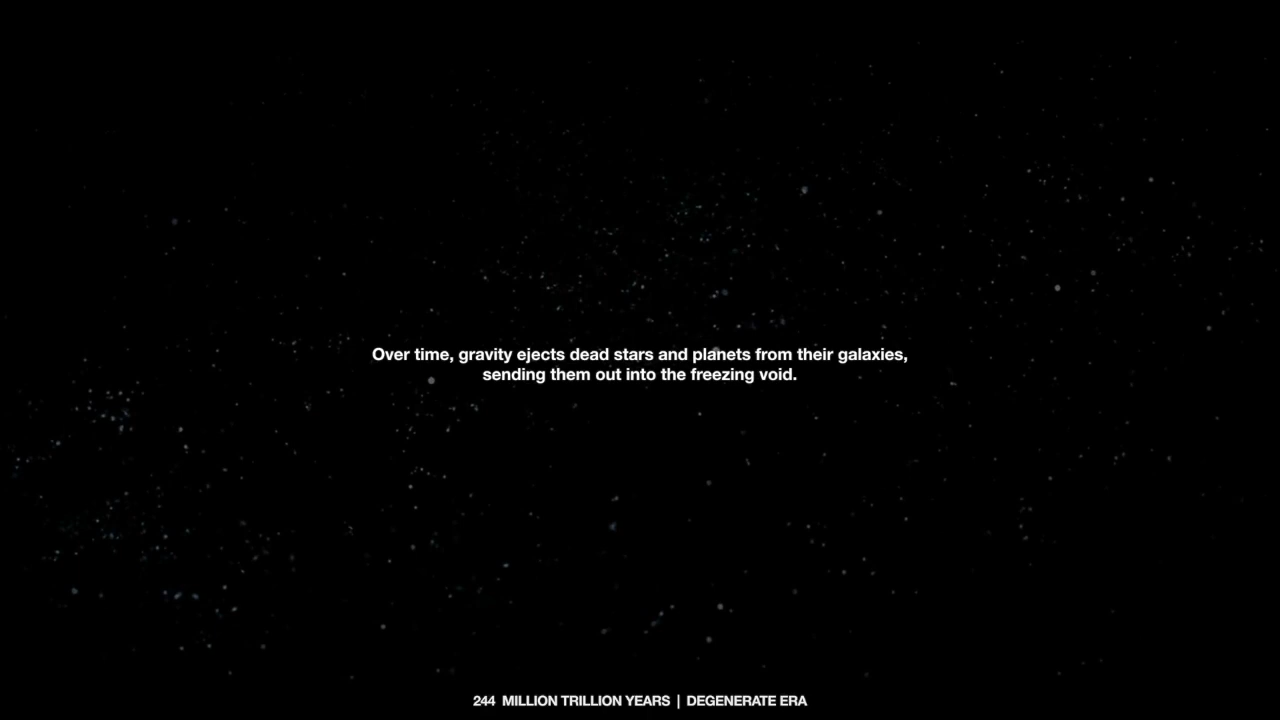 Over time, gravity ejects dead stars and planets from their galaxies,
sending them out into the freezing void.
244 MILLION TRILLION YEARS | DEGENERATE ERA